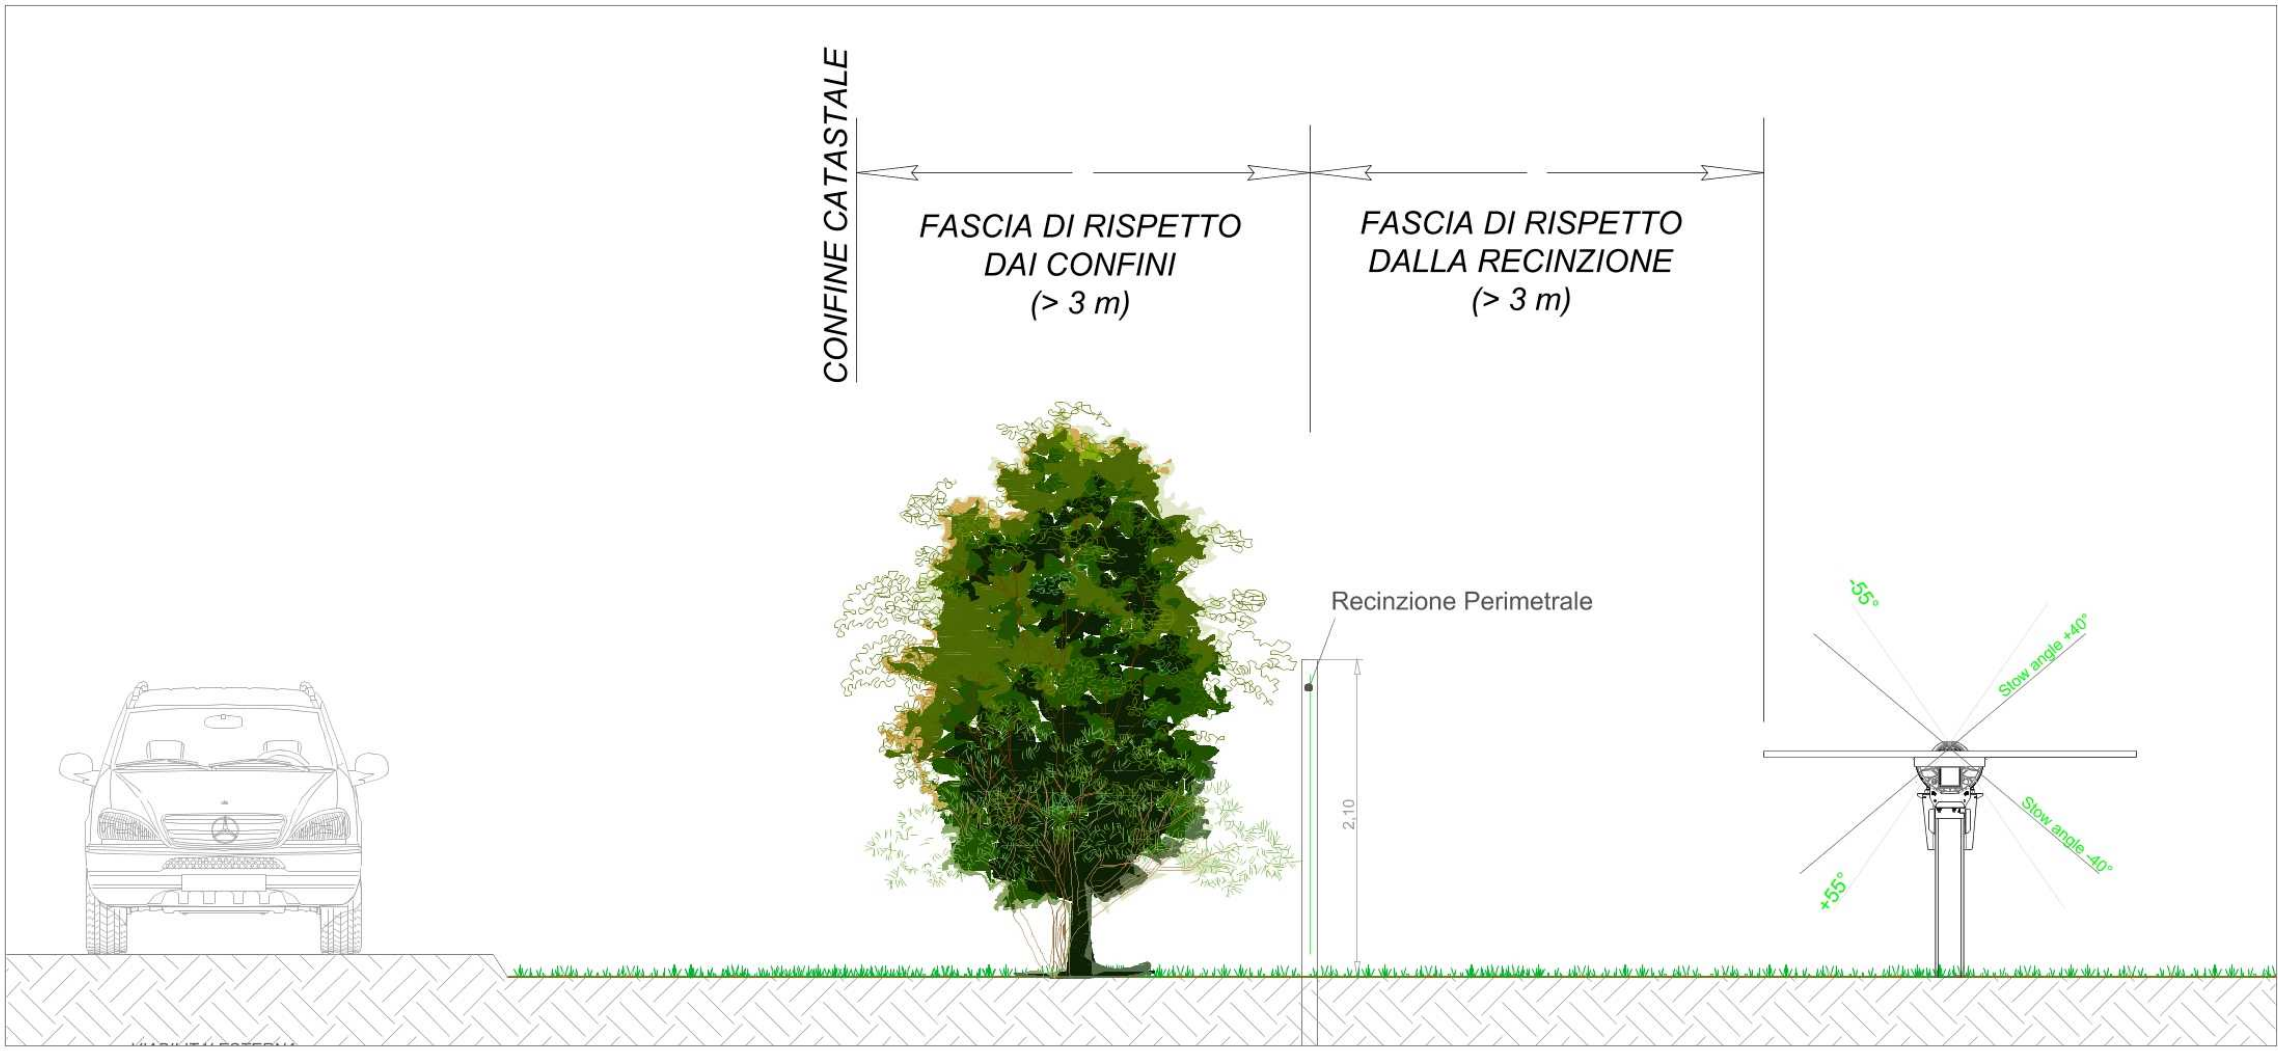 CONFINE CATASTALE
FASCIA DI RISPETTO
DAI CONFINI
(> 3 m)
FASCIA DI RISPETTO
DALLA RECINZIONE
(> 3 m)
Recinzione Perimetrale
2,10
-55°
Stow angle +40°
Stow angle -40°
+55°